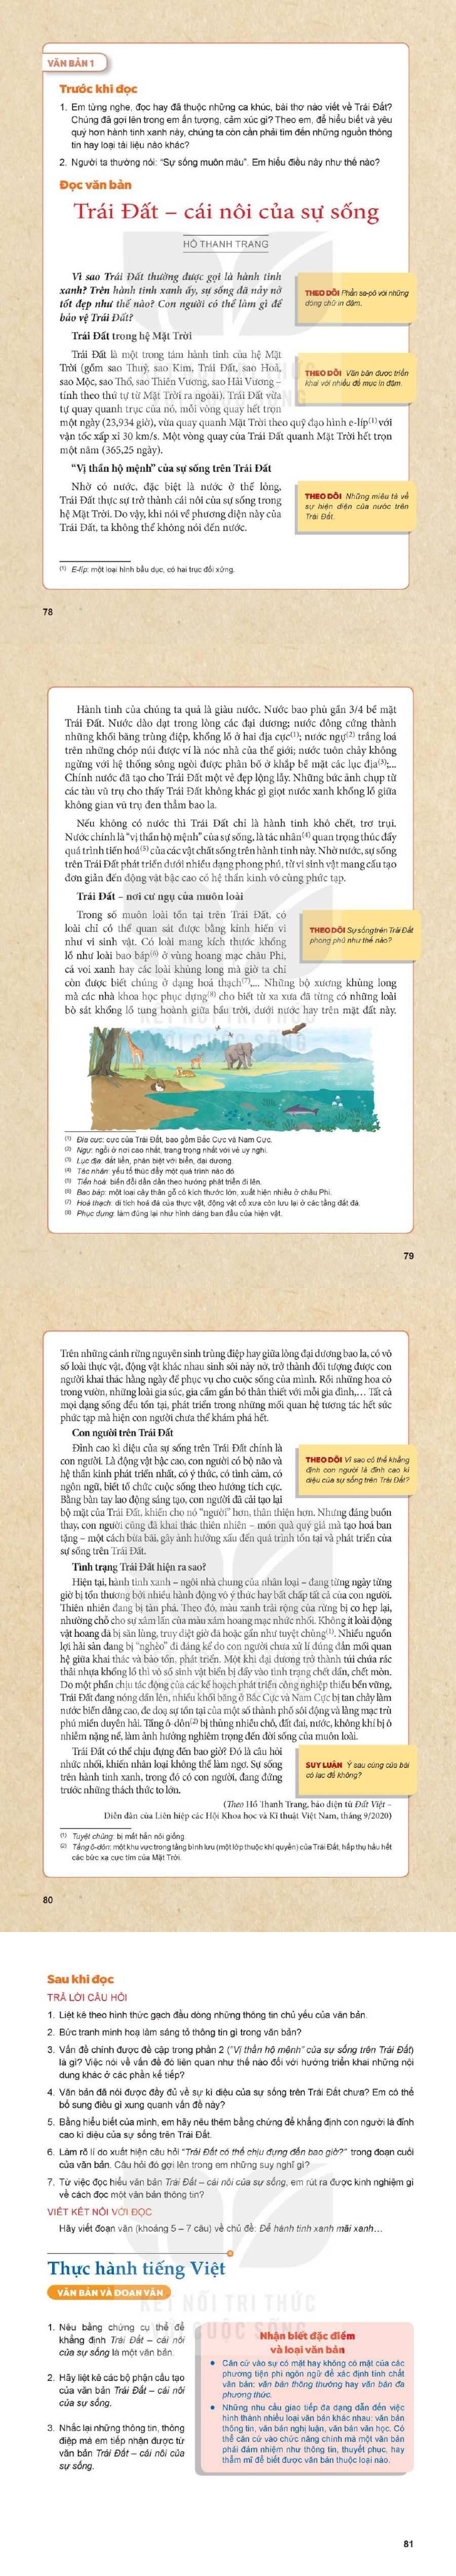 VĂN BẢN 1
Trước khi đọc
1. Em từng nghe, đọc hay đã thuộc những ca khúc, bài thơ nào viết về Trái Đất?
Chúng đã gợi lên trong em ấn tượng, cảm xúc gì? Theo em, để hiểu biết và yêu
quý hơn hành tinh xanh này, chúng ta còn cần phải tìm đến những nguồn thông
tin hay loại tài liệu nào khác?
2. Người ta thường nói: "Sự sống muôn màu". Em hiểu điều này như thế nào?
Đọc văn bản
Trái Đất – cái nôi của sự sống
HỒ THANH TRANG
Vì sao Trái Đất thường được gọi là hành tinh
xanh? Trên hành tinh xanh ấy, sự sống đã nảy nở
tốt đẹp như thế nào? Con người có thể làm gì để
bảo vệ Trái Đất?
THEO DÕI Phần sa-pô với những
dòng chữ in đậm.
Trái Đất trong hệ Mặt Trời
Trái Đất là một trong tám hành tinh của hệ Mặt
Trời (gồm sao Thuỷ, sao Kim, Trái Đất, sao Hoả,
sao Mộc, sao Thổ, sao Thiên Vương, sao Hải Vương –
tính theo thứ tự từ Mặt Trời ra ngoài). Trái Đất vừa
tự quay quanh trục của nó, mỗi vòng quay hết trọn
một ngày (23,934 giờ), vừa quay quanh Mặt Trời theo quỹ đạo hình e-líp(1) với
vận tốc xấp xỉ 30 km/s. Một vòng quay của Trái Đất quanh Mặt Trời hết trọn
một năm (365,25 ngày).
THEO DÕI Văn bản được triển
khai với nhiều đề mục in đậm.
"Vị thần hộ mệnh" của sự sống trên Trái Đất
Nhờ có nước, đặc biệt là nước ở thể lỏng,
Trái Đất thực sự trở thành cái nôi của sự sống trong
hệ Mặt Trời. Do vậy, khi nói về phương diện này của
Trái Đất, ta không thể không nói đến nước.
THEO DÕI Những miêu tả về
sự hiện diện của nước trên
Trái Đất.
(1) E-líp: một loại hình bầu dục, có hai trục đối xứng.
78
Hành tinh của chúng ta quả là giàu nước. Nước bao phủ gần 3/4 bề mặt
Trái Đất. Nước dào dạt trong lòng các đại dương; nước đông cứng thành
những khối băng trùng điệp, khổng lồ ở hai địa cực(1); nước ngự(2) trắng loá
trên những chóp núi được ví là nóc nhà của thế giới; nước tuôn chảy không
ngừng với hệ thống sông ngòi được phân bố ở khắp bề mặt các lục địa(3);...
Chính nước đã tạo cho Trái Đất một vẻ đẹp lộng lẫy. Những bức ảnh chụp từ
các tàu vũ trụ cho thấy Trái Đất không khác gì giọt nước xanh khổng lồ giữa
không gian vũ trụ đen thẳm bao la.
Nếu không có nước thì Trái Đất chỉ là hành tinh khô chết, trơ trụi.
Nước chính là "vị thần hộ mệnh" của sự sống, là tác nhân(4) quan trọng thúc đẩy
quá trình tiến hoá(5) của các vật chất sống trên hành tinh này. Nhờ nước, sự sống
trên Trái Đất phát triển dưới nhiều dạng phong phú, từ vi sinh vật mang cấu tạo
đơn giản đến động vật bậc cao có hệ thần kinh vô cùng phức tạp.
Trái Đất – nơi cư ngụ của muôn loài
Trong số muôn loài tồn tại trên Trái Đất, có
loài chỉ có thể quan sát được bằng kính hiển vi
như vi sinh vật. Có loài mang kích thước khổng
lồ như loài bao báp(6) ở vùng hoang mạc châu Phi,
cá voi xanh hay các loài khủng long mà giờ ta chỉ
còn được biết chúng ở dạng hoá thạch(7),... Những bộ xương khủng long
mà các nhà khoa học phục dựng(8) cho biết từ xa xưa đã từng có những loài
bò sát khổng lồ tung hoành giữa bầu trời, dưới nước hay trên mặt đất này.
THEO DÕI Sự sống trên Trái Đất
phong phú như thế nào?
(1) Địa cực: cực của Trái Đất, bao gồm Bắc Cực và Nam Cực.
(2) Ngự: ngồi ở nơi cao nhất, trang trọng nhất với vẻ uy nghi.
(3) Lục địa: đất liền, phân biệt với biển, đại dương.
(4) Tác nhân: yếu tố thúc đẩy một quá trình nào đó.
(5) Tiến hoá: biến đổi dần dần theo hướng phát triển đi lên.
(6) Bao báp: một loại cây thân gỗ có kích thước lớn, xuất hiện nhiều ở châu Phi.
(7) Hoá thạch: di tích hoá đá của thực vật, động vật cổ xưa còn lưu lại ở các tầng đất đá.
(8) Phục dựng: làm đúng lại như hình dáng ban đầu của hiện vật.
79
Trên những cánh rừng nguyên sinh trùng điệp hay giữa lòng đại dương bao la, có vô
số loài thực vật, động vật khác nhau sinh sôi nảy nở, trở thành đối tượng được con
người khai thác hằng ngày để phục vụ cho cuộc sống của mình. Rồi những hoa cỏ
trong vườn, những loài gia súc, gia cầm gắn bó thân thiết với mỗi gia đình,... Tất cả
mọi dạng sống đều tồn tại, phát triển trong những mối quan hệ tương tác hết sức
phức tạp mà hiện con người chưa thể khám phá hết.
Con người trên Trái Đất
Đỉnh cao kì diệu của sự sống trên Trái Đất chính là
con người. Là động vật bậc cao, con người có bộ não và
hệ thần kinh phát triển nhất, có ý thức, có tình cảm, có
ngôn ngữ, biết tổ chức cuộc sống theo hướng tích cực.
Bằng bàn tay lao động sáng tạo, con người đã cải tạo lại
bộ mặt của Trái Đất, khiến cho nó "người" hơn, thân thiện hơn. Nhưng đáng buồn
thay, con người cũng đã khai thác thiên nhiên – món quà quý giá mà tạo hoá ban
tặng – một cách bừa bãi, gây ảnh hưởng xấu đến quá trình tồn tại và phát triển của
sự sống trên Trái Đất.
THEO DÕI Vì sao có thể khẳng
định con người là đỉnh cao kì
diệu của sự sống trên Trái Đất?
Tình trạng Trái Đất hiện ra sao?
Hiện tại, hành tinh xanh – ngôi nhà chung của nhân loại – đang từng ngày từng
giờ bị tổn thương bởi nhiều hành động vô ý thức hay bất chấp tất cả của con người.
Thiên nhiên đang bị tàn phá. Theo đó, màu xanh trải rộng của rừng bị co hẹp lại,
nhường chỗ cho sự xâm lấn của màu xám hoang mạc nhức nhối. Không ít loài động
vật hoang dã bị săn lùng, truy diệt giờ đã hoặc gần như tuyệt chủng(1). Nhiều nguồn
lợi hải sản đang bị "nghèo" đi đáng kể do con người chưa xử lí đúng đắn mối quan
hệ giữa khai thác và bảo tồn, phát triển. Một khi đại dương trở thành túi chứa rác
thải nhựa khổng lồ thì vô số sinh vật biển bị đẩy vào tình trạng chết dần, chết mòn.
Do một phần chịu tác động của các kế hoạch phát triển công nghiệp thiếu bền vững,
Trái Đất đang nóng dần lên, nhiều khối băng ở Bắc Cực và Nam Cực bị tan chảy làm
nước biển dâng cao, đe doạ sự tồn tại của một số thành phố sôi động và làng mạc trù
phú miền duyên hải. Tầng ô-dôn(2) bị thủng nhiều chỗ, đất đai, nước, không khí bị ô
nhiễm nặng nề, làm ảnh hưởng nghiêm trọng đến đời sống của muôn loài.
Trái Đất có thể chịu đựng đến bao giờ? Đó là câu hỏi
nhức nhối, khiến nhân loại không thể làm ngơ. Sự sống
trên hành tinh xanh, trong đó có con người, đang đứng
trước những thách thức to lớn.
SUY LUẬN Ý sau cùng của bài
có lạc đề không?
(Theo Hồ Thanh Trang, báo điện tử Đất Việt –
Diễn đàn của Liên hiệp các Hội Khoa học và Kĩ thuật Việt Nam, tháng 9/2020)
(1) Tuyệt chủng: bị mất hẳn nòi giống.
(2) Tầng ô-dôn: một khu vực trong tầng bình lưu (một lớp thuộc khí quyển) của Trái Đất, hấp thụ hầu hết
các bức xạ cực tím của Mặt Trời.
80
Sau khi đọc
TRẢ LỜI CÂU HỎI
1. Liệt kê theo hình thức gạch đầu dòng những thông tin chủ yếu của văn bản.
2. Bức tranh minh hoạ làm sáng tỏ thông tin gì trong văn bản?
3. Vấn đề chính được đề cập trong phần 2 ("Vị thần hộ mệnh" của sự sống trên Trái Đất)
là gì? Việc nói về vấn đề đó liên quan như thế nào đối với hướng triển khai những nội
dung khác ở các phần kế tiếp?
4. Văn bản đã nói được đầy đủ về sự kì diệu của sự sống trên Trái Đất chưa? Em có thể
bổ sung điều gì xung quanh vấn đề này?
5. Bằng hiểu biết của mình, em hãy nêu thêm bằng chứng để khẳng định con người là đỉnh
cao kì diệu của sự sống trên Trái Đất.
6. Làm rõ lí do xuất hiện câu hỏi "Trái Đất có thể chịu đựng đến bao giờ?" trong đoạn cuối
của văn bản. Câu hỏi đó gợi lên trong em những suy nghĩ gì?
7. Từ việc đọc hiểu văn bản Trái Đất – cái nôi của sự sống, em rút ra được kinh nghiệm gì
về cách đọc một văn bản thông tin?
VIẾT KẾT NỐI VỚI ĐỌC
Hãy viết đoạn văn (khoảng 5 – 7 câu) về chủ đề: Để hành tinh xanh mãi xanh...
Thực hành tiếng Việt
VĂN BẢN VÀ ĐOẠN VĂN
1. Nêu bằng chứng cụ thể để
khẳng định Trái Đất – cái nôi
của sự sống là một văn bản.
2. Hãy liệt kê các bộ phận cấu tạo
của văn bản Trái Đất – cái nôi
của sự sống.
3. Nhắc lại những thông tin, thông
điệp mà em tiếp nhận được từ
văn bản Trái Đất – cái nôi của
sự sống.
Nhận biết đặc điểm
và loại văn bản
• Căn cứ vào sự có mặt hay không có mặt của các
phương tiện phi ngôn ngữ để xác định tính chất
văn bản: văn bản thông thường hay văn bản đa
phương thức.
• Những nhu cầu giao tiếp đa dạng dẫn đến việc
hình thành nhiều loại văn bản khác nhau: văn bản
thông tin, văn bản nghị luận, văn bản văn học. Có
thể căn cứ vào chức năng chính mà một văn bản
phải đảm nhiệm như thông tin, thuyết phục, hay
thẩm mĩ để biết được văn bản thuộc loại nào.
KẾT NỐI TRI THỨC
81